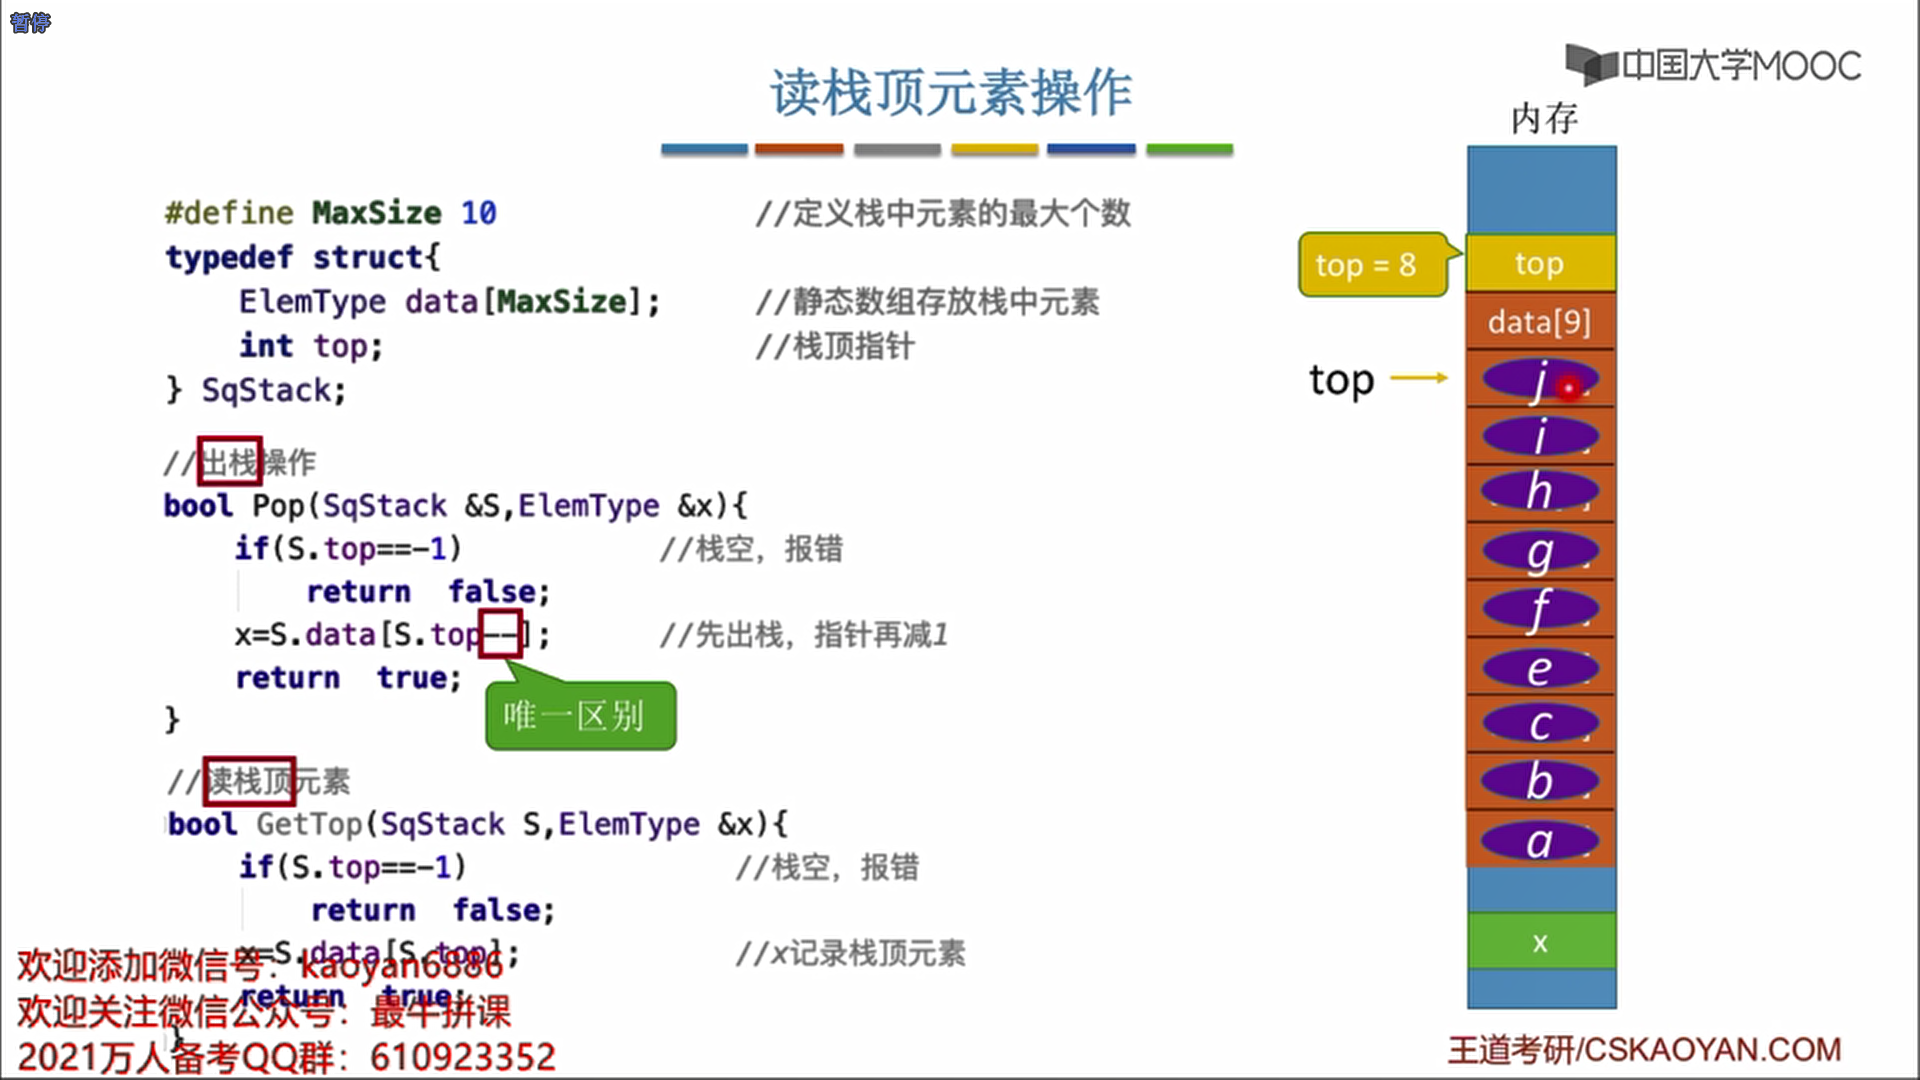 暂停
中国大学MOOC
读栈顶元素操作
内存
#define MaxSize 10 //定义栈中元素的最大个数
typedef struct{
ElemType data[MaxSize]; //静态数组存放栈中元素
int top; //栈顶指针
} SqStack;
//出栈操作
bool Pop(SqStack &S,ElemType &x){
if(S.top==-1) //栈空，报错
return false;
x=S.data[S.top--]; //先出栈，指针再减1
return true;
}
唯一区别
//读栈顶元素
bool GetTop(SqStack S,ElemType &x){
if(S.top==-1) //栈空，报错
return false;
x=S.data[S.top]; //x记录栈顶元素
return true;
}
top = 8
top
data[9]
top
j
i
h
g
f
e
c
b
a
x
欢迎添加微信号：kaoyan6886
欢迎关注微信公众号：最牛拼课
2021万人备考QQ群：610923352
王道考研/CSKAOYAN.COM